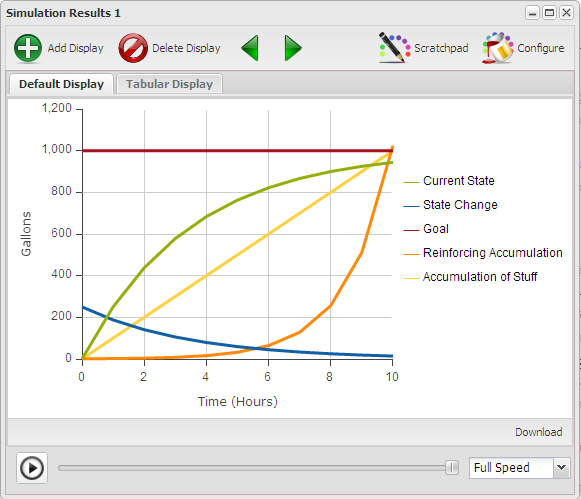 Simulation Results 1
Add Display Delete Display Scratchpad Configure
Default Display Tabular Display
1,200
1,000
800
600
400
200
0
Gallons
0 2 4 6 8 10
Time (Hours)
Current State
State Change
Goal
Reinforcing Accumulation
Accumulation of Stuff
Download
Full Speed